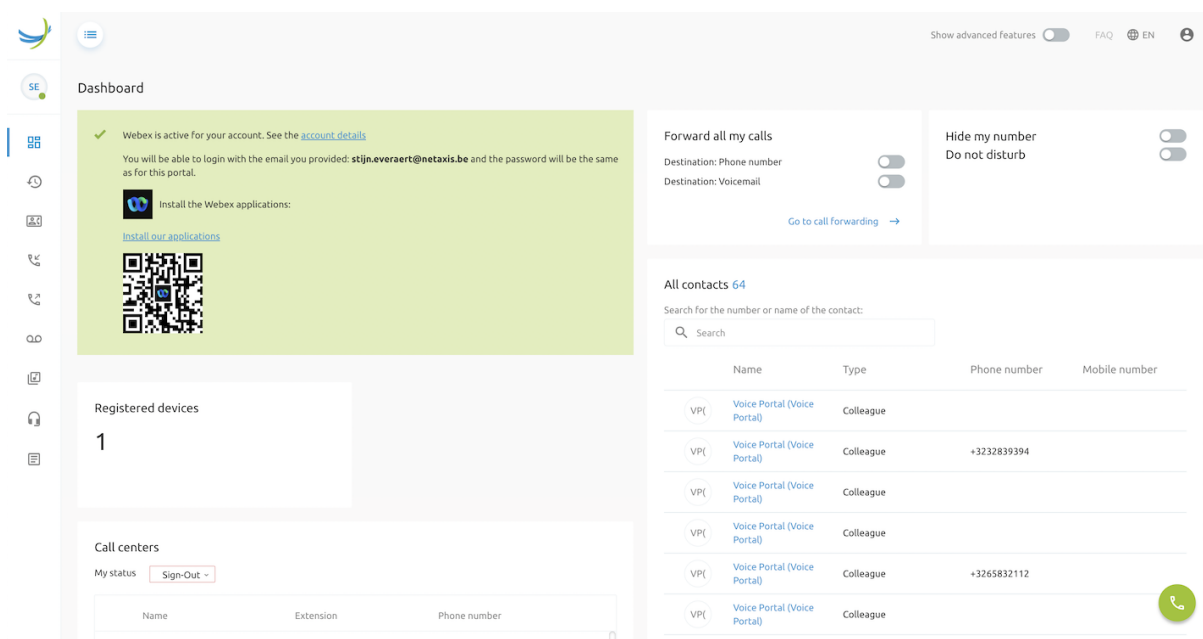 Show advanced features
FAQ
EN
SE
Dashboard
Webex is active for your account. See the account details
You will be able to login with the email you provided: stijn.everaert@netaxis.be and the password will be the same
as for this portal.
Install the Webex applications:
Install our applications
Registered devices
1
Call centers
My status Sign-Out
Name Extension Phone number
Forward all my calls
Destination: Phone number
Destination: Voicemail
Go to call forwarding
Hide my number
Do not disturb
All contacts 64
Search for the number or name of the contact:
Search
Name Type Phone number Mobile number
VP( Voice Portal (Voice
Portal) Colleague
VP( Voice Portal (Voice
Portal) Colleague +3232839394
VP( Voice Portal (Voice
Portal) Colleague
VP( Voice Portal (Voice
Portal) Colleague
VP( Voice Portal (Voice
Portal) Colleague +3265832112
VP( Voice Portal (Voice
Portal) Colleague